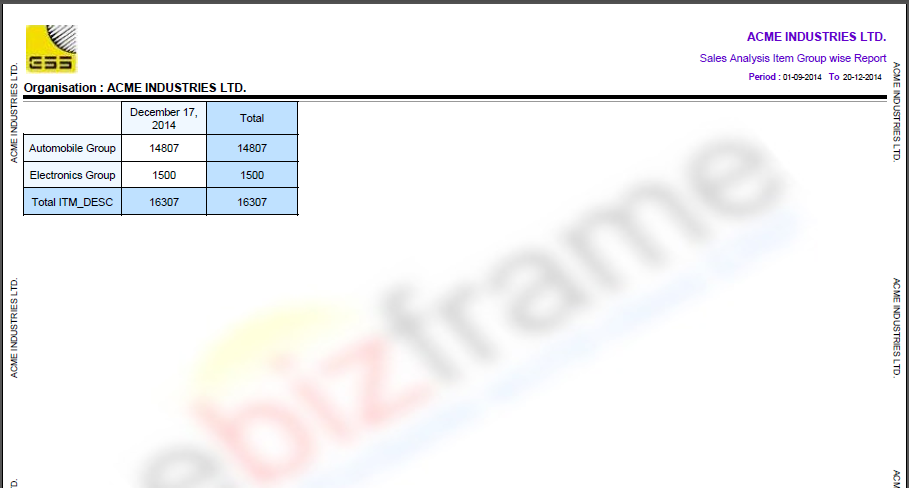 ESS
ACME INDUSTRIES LTD.
Sales Analysis Item Group wise Report
Period : 01-09-2014 To 20-12-2014
Organisation : ACME INDUSTRIES LTD.
December 17,
2014
Total
Automobile Group 14807 14807
Electronics Group 1500 1500
Total ITM_DESC 16307 16307
ACME INDUSTRIES LTD.
ACME INDUSTRIES LTD.
ACME INDUSTRIES LTD.
ACME INDUSTRIES LTD.
TD.
ACM
ebizframe